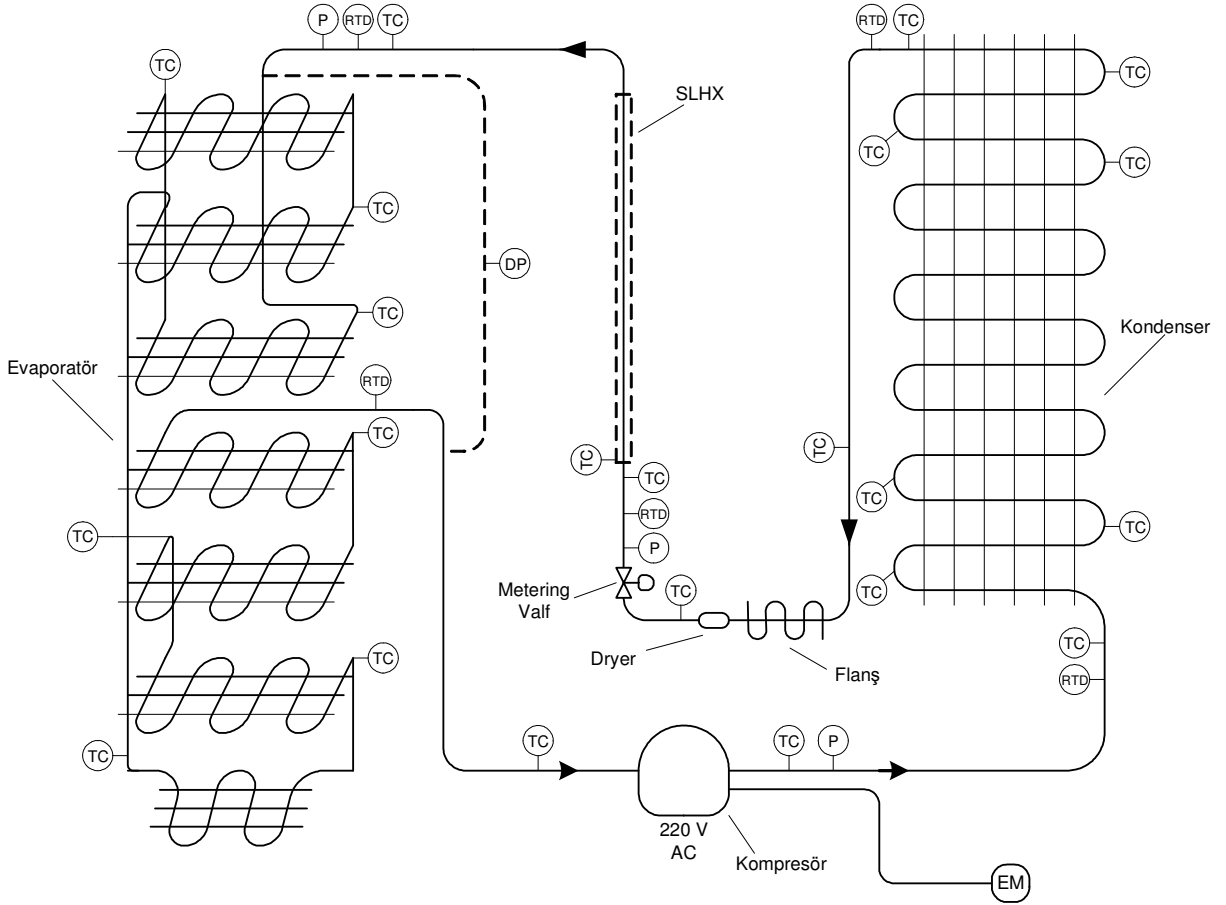 P RTD TC
RTD TC
TC
TC
SLHX
TC
TC
TC
DP
TC
Kondenser
Evaporatör
RTD
TC
TC
TC
TC
TC
RTD
TC
TC
P
Metering
Valf
TC
TC
Dryer
Flanş
TC
TC
RTD
TC
TC
TC P
220 V
AC
Kompresör
EM